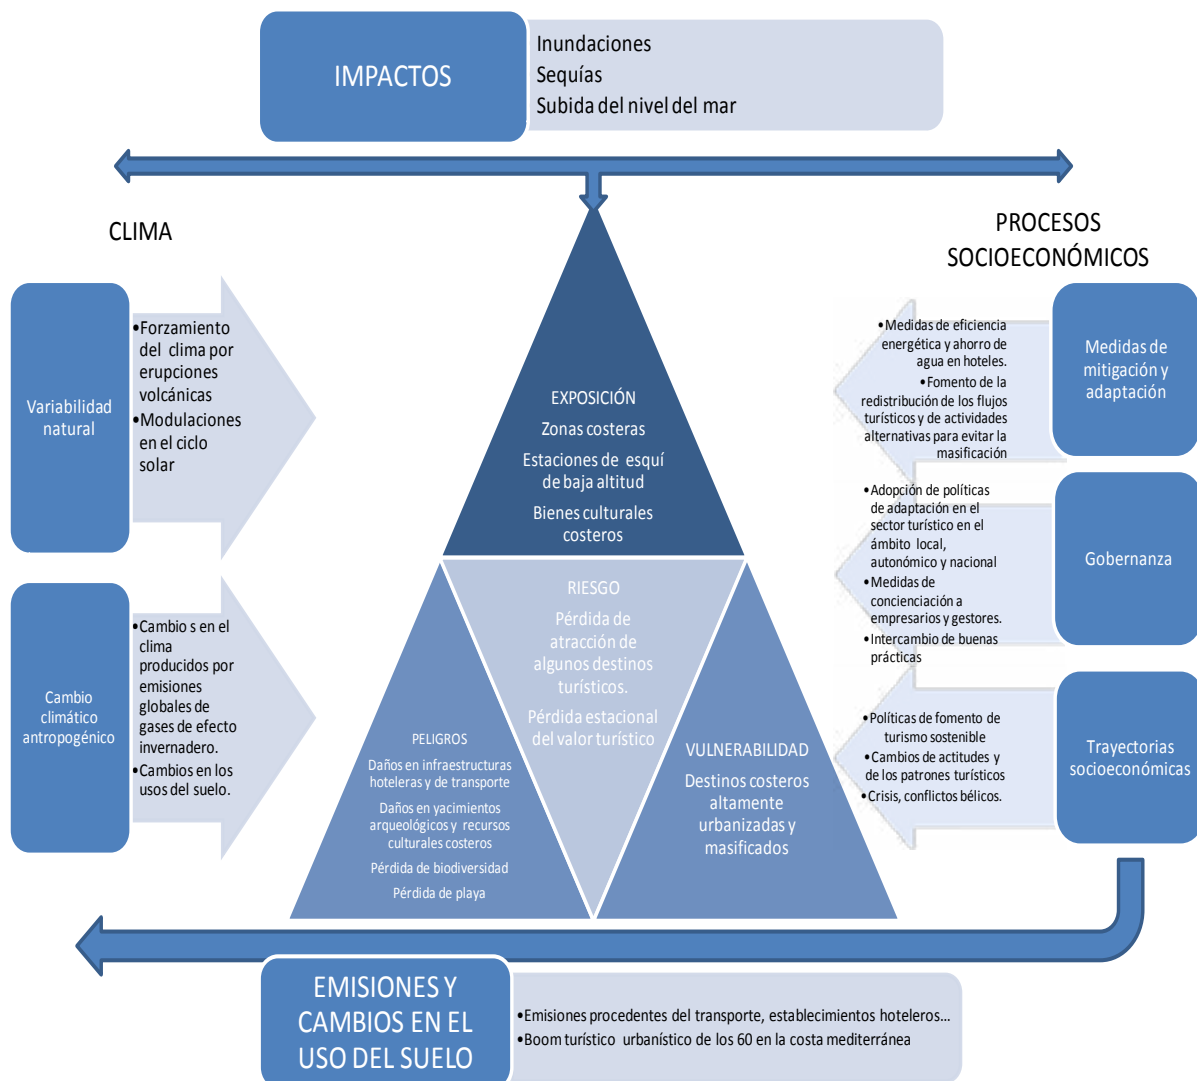 IMPACTOS
Inundaciones
Sequías
Subida del nivel del mar
CLIMA
Variabilidad
natural
•Forzamiento
del clima por
erupciones
volcánicas
•Modulaciones
en el ciclo
solar
Cambio
climático
antropogénico
•Cambio s en el
clima
producidos por
emisiones
globales de
gases de efecto
invernadero.
•Cambios en los
usos del suelo.
EXPOSICIÓN
Zonas costeras
Estaciones de esquí
de baja altitud
Bienes culturales
costeros
RIESGO
Pérdida de
atracción de
algunos destinos
turísticos.
Pérdida estacional
del valor turístico
PELIGROS
Daños en infraestructuras
hoteleras y de transporte
Daños en yacimientos
arqueológicos y recursos
culturales costeros
Pérdida de biodiversidad
Pérdida de playa
VULNERABILIDAD
Destinos costeros
altamente
urbanizadas y
masificados
PROCESOS
SOCIOECONÓMICOS
•Medidas de eficiencia
energética y ahorro de
agua en hoteles.
•Fomento de la
redistribución de los flujos
turísticos y de actividades
alternativas para evitar la
masificación
Medidas de
mitigación y
adaptación
•Adopción de políticas
de adaptación en el
sector turístico en el
ámbito local,
autonómico y nacional
•Medidas de
concienciación a
empresarios y gestores.
•Intercambio de buenas
prácticas
Gobernanza
•Políticas de fomento de
turismo sostenible
•Cambios de actitudes y
de los patrones turísticos
•Crisis, conflictos bélicos.
Trayectorias
socioeconómicas
EMISIONES Y
CAMBIOS EN EL
USO DEL SUELO
•Emisiones procedentes del transporte, establecimientos hoteleros…
•Boom turístico urbanístico de los 60 en la costa mediterránea